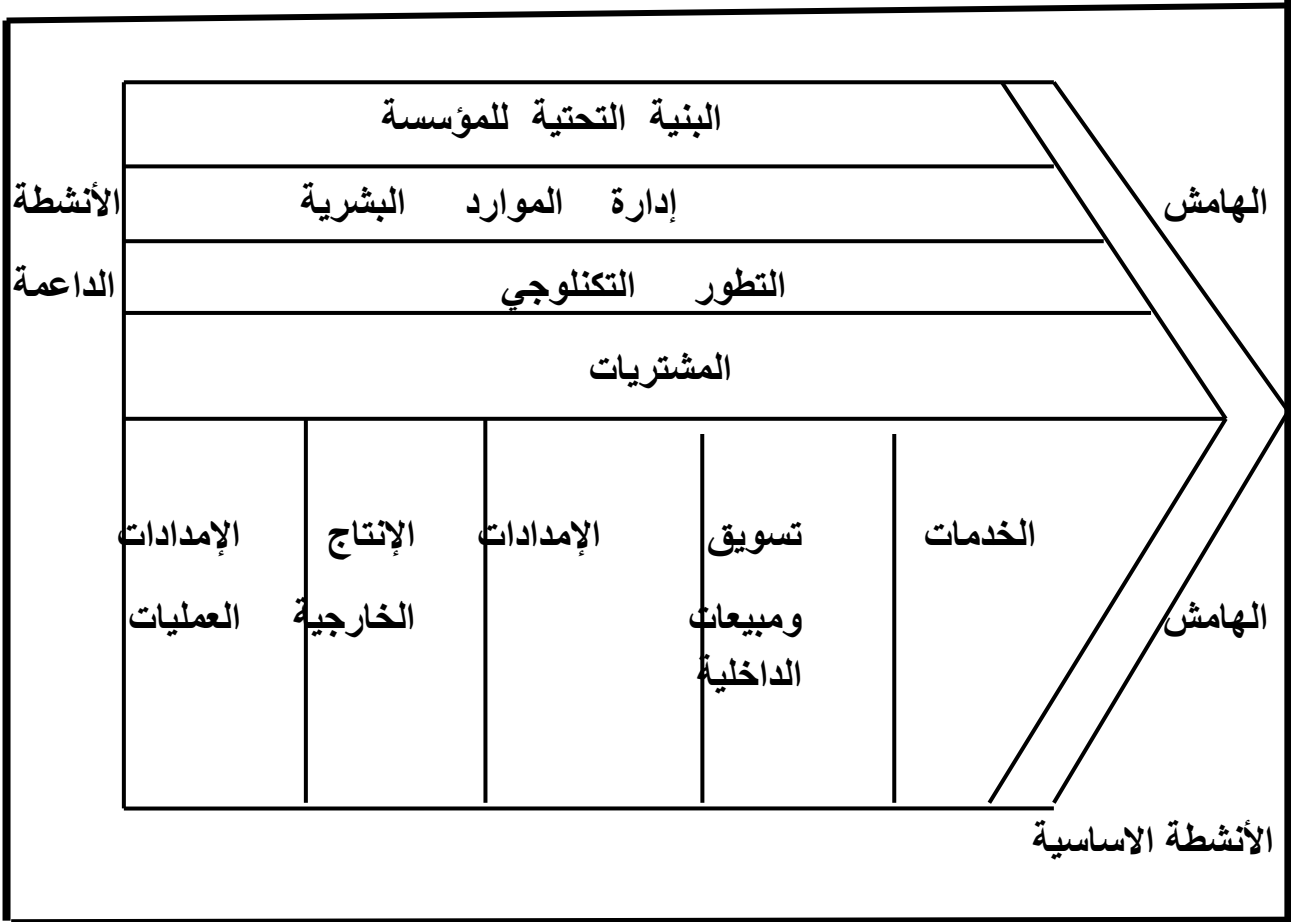 البنية التحتية للمؤسسة
الهامش
إدارة الموارد البشرية
الأنشطة
التطور التكنلوجي
الداعمة
المشتريات
الخدمات
تسويق
الإمدادات
الإنتاج
الإمدادات
الهامش
ومبيعات
الخارجية
العمليات
الداخلية
الأنشطة الاساسية